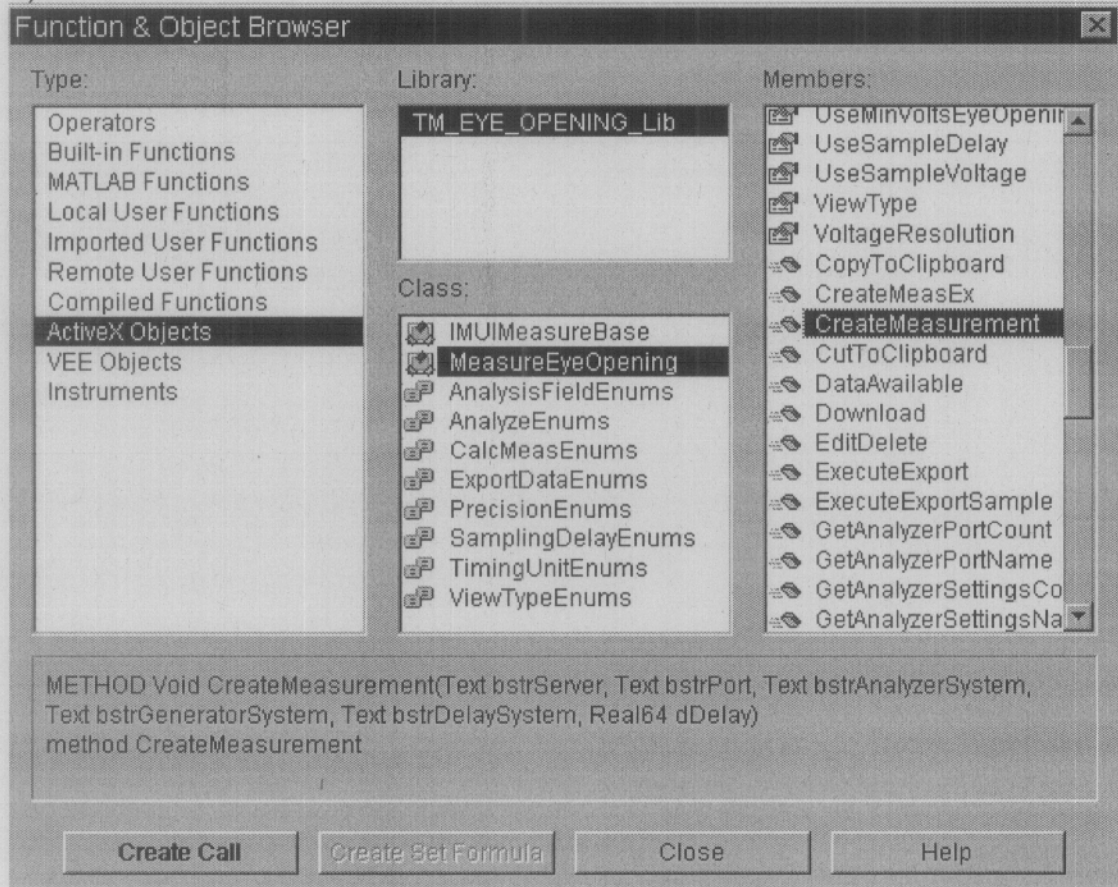 Function & Object Browser
Type:
Operators
Built-in Functions
MATLAB Functions
Local User Functions
Imported User Functions
Remote User Functions
Compiled Functions
ActiveX Objects
VEE Objects
Instruments
Library:
TM_EYE_OPENING_Lib
Class:
IMUIMeasureBase
MeasureEyeOpening
AnalysisFieldEnums
AnalyzeEnums
CalcMeasEnums
ExportDataEnums
PrecisionEnums
SamplingDelayEnums
TimingUnitEnums
ViewTypeEnums
Members:
UseMinVoltsEyeOpenin
UseSampleDelay
UseSampleVoltage
ViewType
VoltageResolution
CopyToClipboard
CreateMeasEx
CreateMeasurement
CutToClipboard
DataAvailable
Download
EditDelete
ExecuteExport
ExecuteExportSample
GetAnalyzerPortCount
GetAnalyzerPortName
GetAnalyzerSettingsCo
GetAnalyzerSettingsNa
METHOD Void CreateMeasurement(Text bstrServer, Text bstrPort, Text bstrAnalyzerSystem,
Text bstrGeneratorSystem, Text bstrDelaySystem, Real64 dDelay)
method CreateMeasurement
Create Call
Create Set Formula
Close
Help